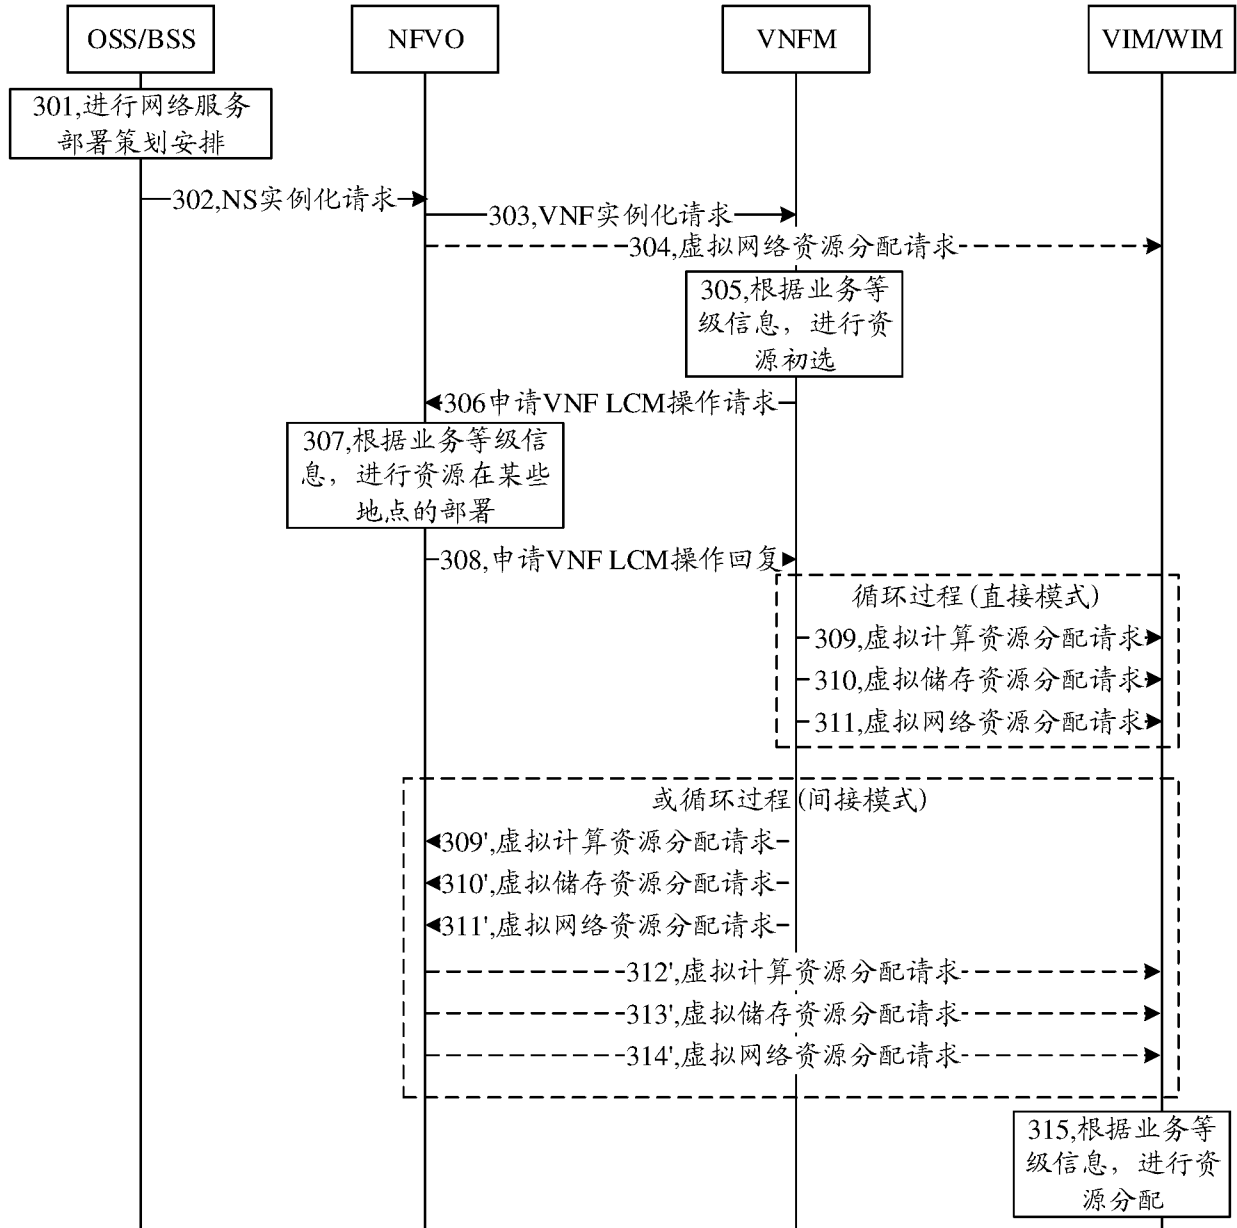 OSS/BSS
NFVO
VNFM
VIM/WIM
301,进行网络服务
部署策划安排
302,NS实例化请求
303,VNF实例化请求
304,虚拟网络资源分配请求
305,根据业务等
级信息，进行资
源初选
306申请VNF LCM操作请求
307,根据业务等级信
息，进行资源在某些
地点的部署
308,申请VNF LCM操作回复
循环过程(直接模式)
309,虚拟计算资源分配请求
310,虚拟储存资源分配请求
311,虚拟网络资源分配请求
或循环过程(间接模式)
309',虚拟计算资源分配请求
310',虚拟储存资源分配请求
311',虚拟网络资源分配请求
312',虚拟计算资源分配请求
313',虚拟储存资源分配请求
314',虚拟网络资源分配请求
315,根据业务等
级信息，进行资
源分配